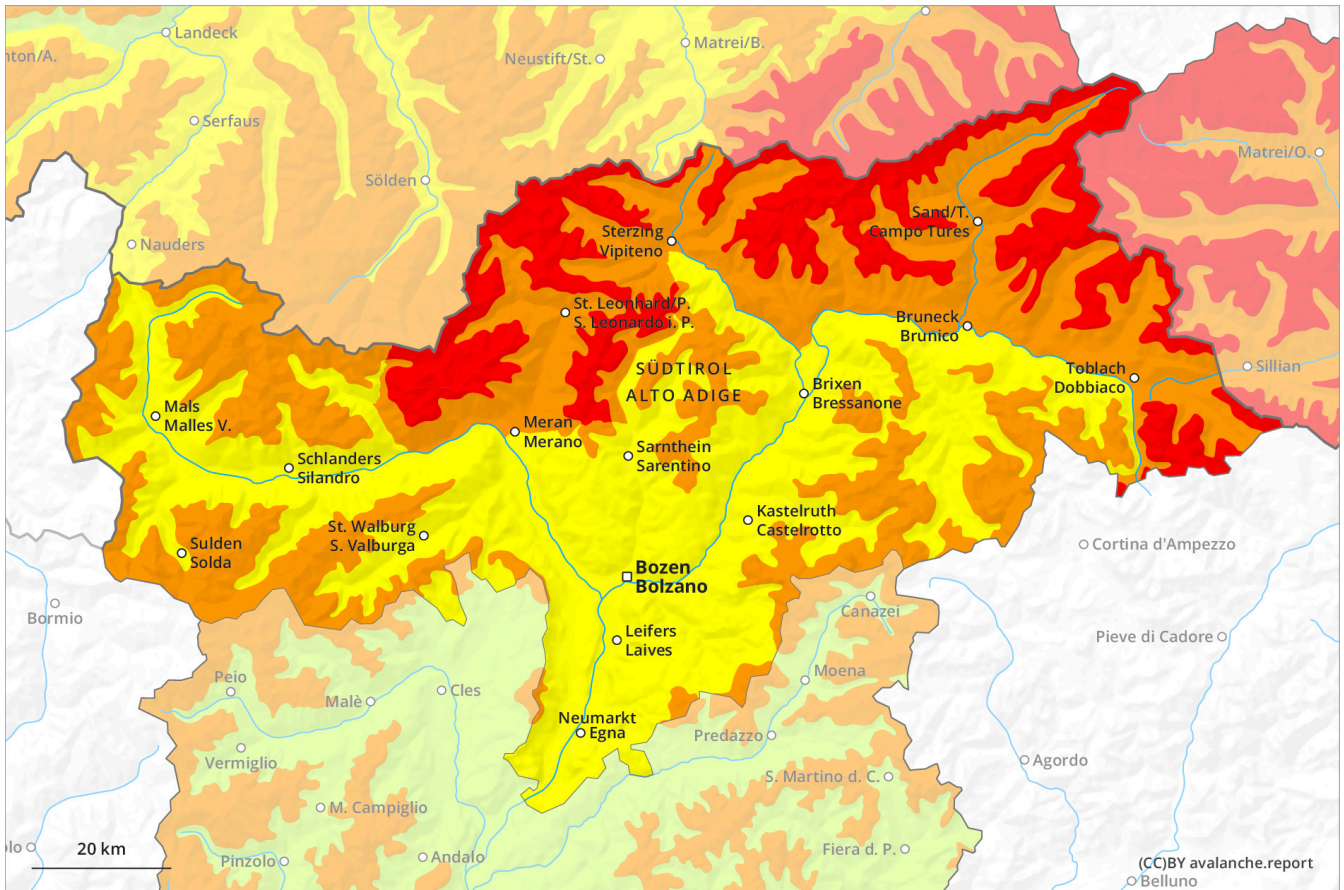 Landeck
nton/A.
Neustift/St.
Matrei/B.
Serfaus
Matrei/O.
Sölden
Sand/T.
Campo Tures
Sterzing
Vipiteno
Nauders
St. Leonhard/P.
S. Leonardo i. P.
Bruneck
Brunico
SÜDTIROL
ALTO ADIGE
Toblach
Dobbiaco
Sillian
Brixen
Bressanone
Mals
Malles V.
Meran
Merano
Sarnthein
Sarentino
Schlanders
Silandro
Kastelruth
Castelrotto
St. Walburg
S. Valburga
Sulden
Solda
Cortina d'Ampezzo
Bozen
Bolzano
Bormio
Canazei
Leifers
Laives
Pieve di Cadore
Peio
Moena
Malè
Cles
Neumarkt
Egna
Predazzo
Vermiglio
Agordo
S. Martino d. C.
M. Campiglio
lo
20 km
Pinzolo
Andalo
Fiera d. P.
(CC)BY avalanche.report
Belluno